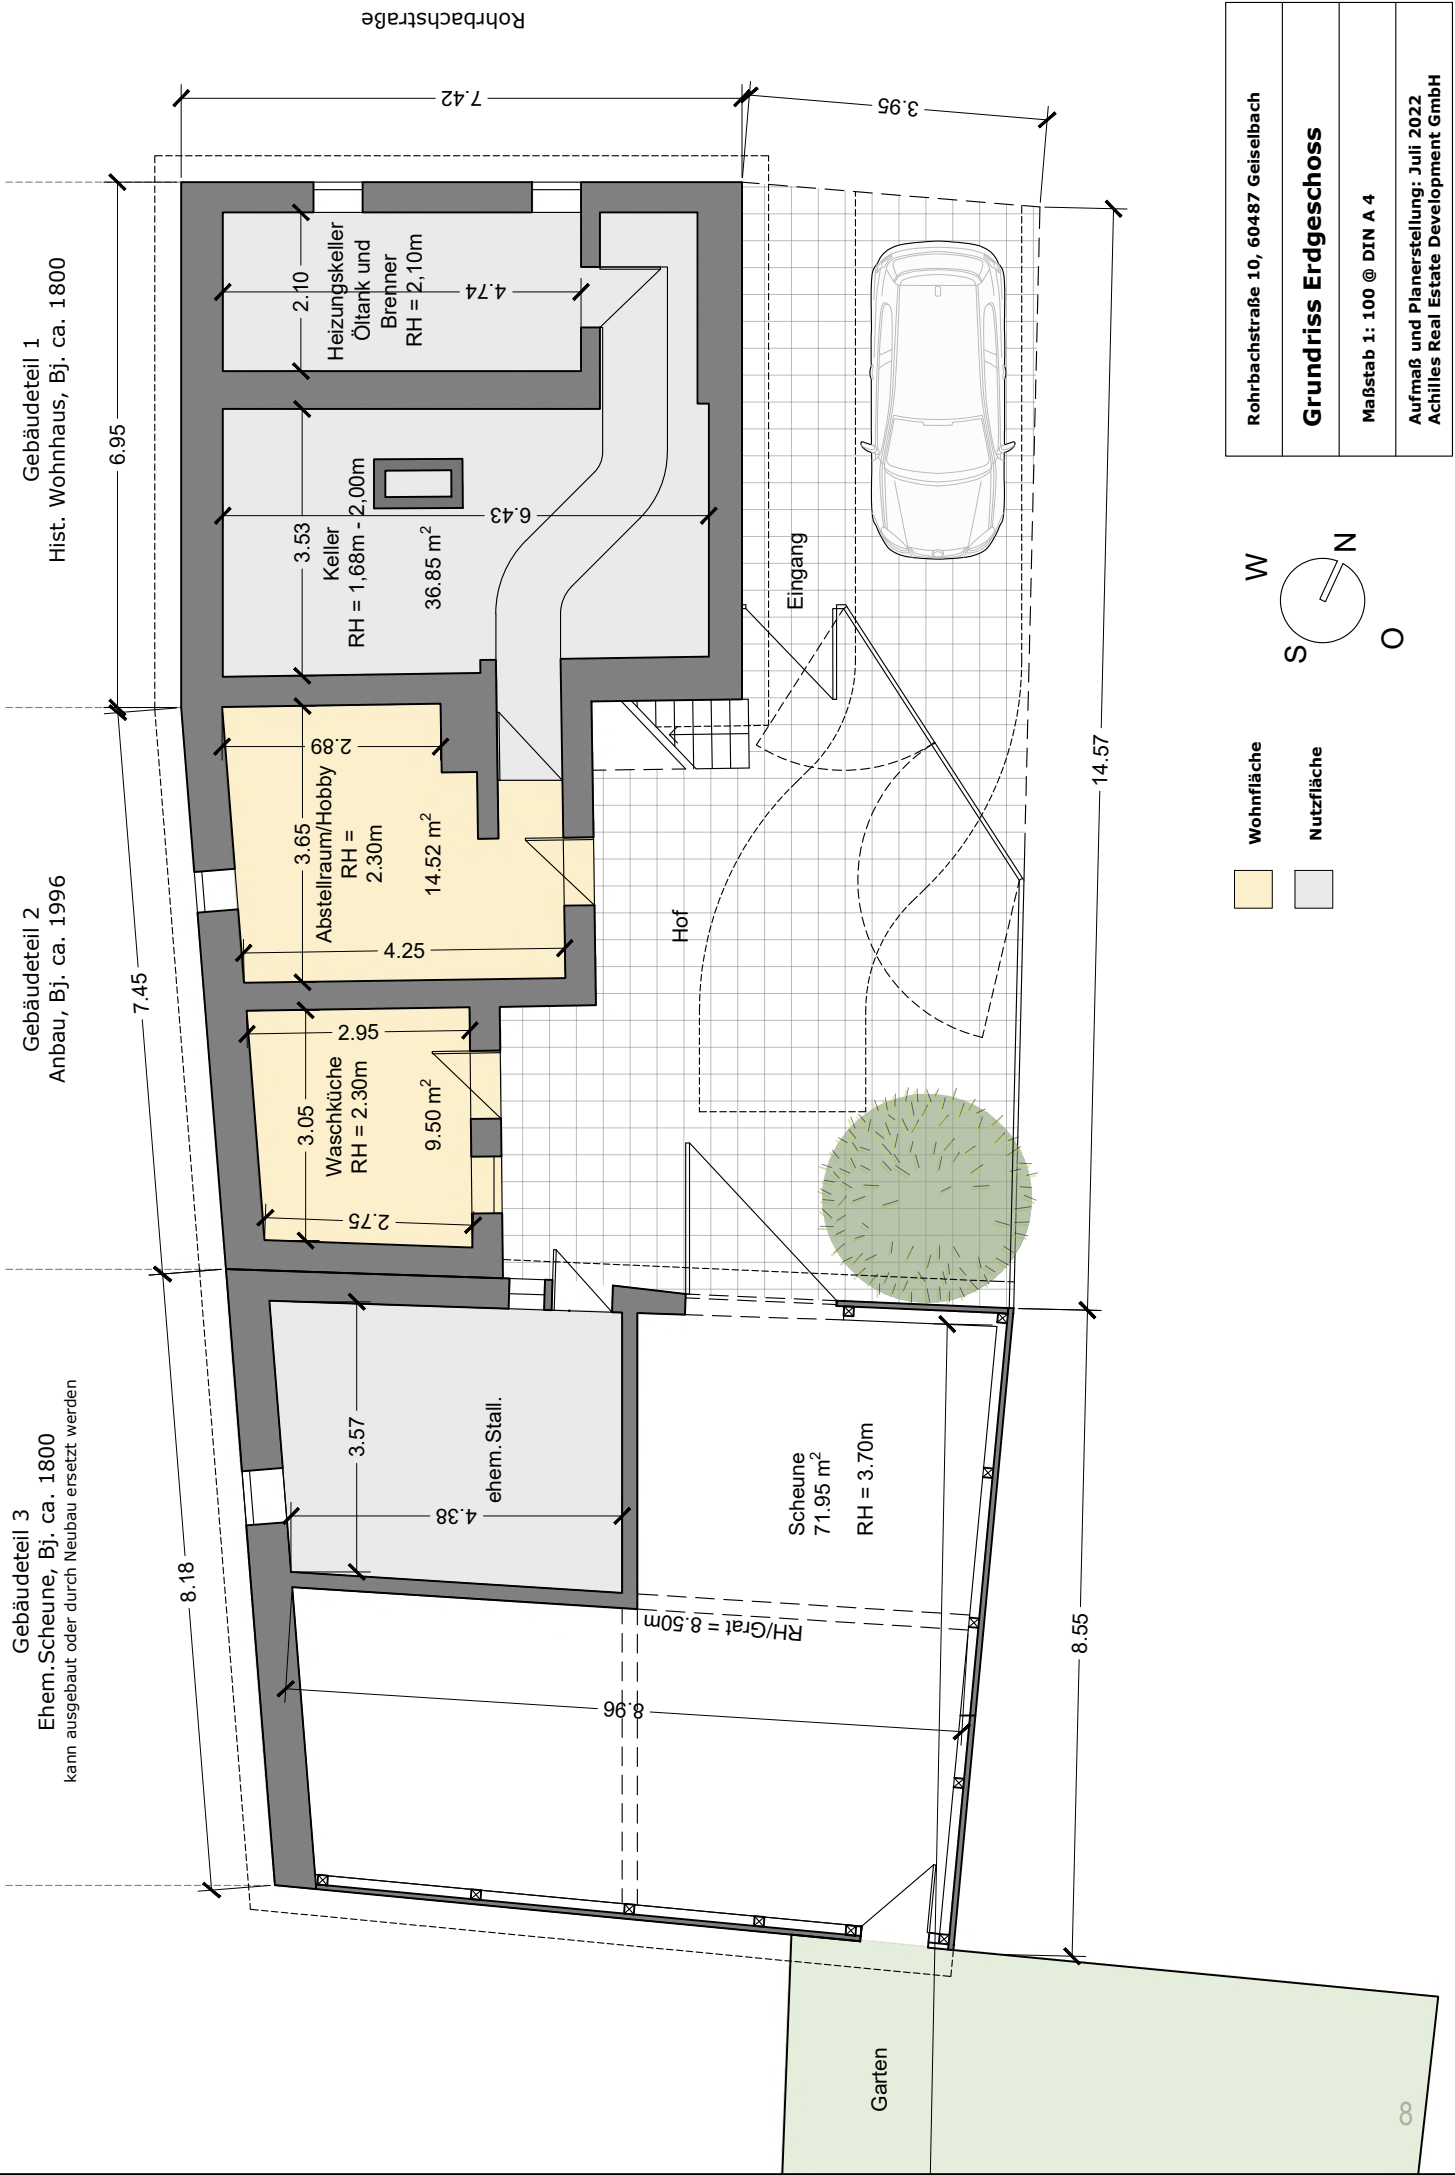 Rohrbachstraße
7.42
3.95
Gebäudeteil 1
Hist. Wohnhaus, Bj. ca. 1800
6.95
2.10
Heizungskeller
Öltank und
Brenner
RH = 2,10m
4.74
3.53
Keller
RH = 1,68m - 2,00m
36.85 m²
6.43
Eingang
14.57
Gebäudeteil 2
Anbau, Bj. ca. 1996
7.45
2.89
3.65
Abstellraum/Hobby
RH =
2.30m
14.52 m²
4.25
Hof
2.95
3.05
Waschküche
RH = 2.30m
9.50 m²
2.75
Gebäudeteil 3
Ehem.Scheune, Bj. ca. 1800
kann ausgebaut oder durch Neubau ersetzt werden
8.18
3.57
4.38
ehem.Stall.
Scheune
71.95 m²
RH = 3.70m
RH/Grat = 8.50m
8.96
8.55
Garten
Rohrbachstraße 10, 60487 Geiselbach
Grundriss Erdgeschoss
Maßstab 1: 100 @ DIN A 4
Aufmaß und Planerstellung: Juli 2022
Achilles Real Estate Development GmbH
W
N
S
O
Wohnfläche
Nutzfläche
8